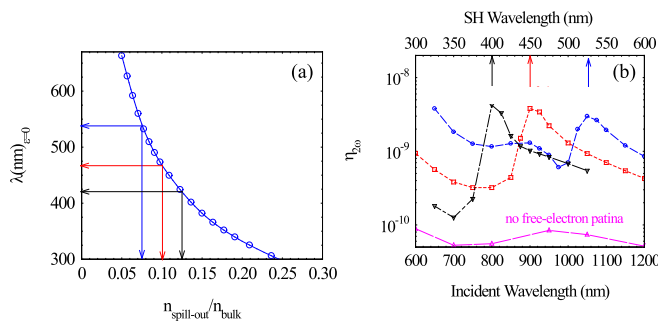 SH Wavelength (nm)
300 350 400 450 500 550 600
(a)
(b)
λ(nm)ε=0
600
500
400
300
0 0.05 0.10 0.15 0.20 0.25 0.30
nspill-out/nbulk
η2ω
10-8
10-9
10-10
no free-electron patina
600 700 800 900 1000 1100 1200
Incident Wavelength (nm)